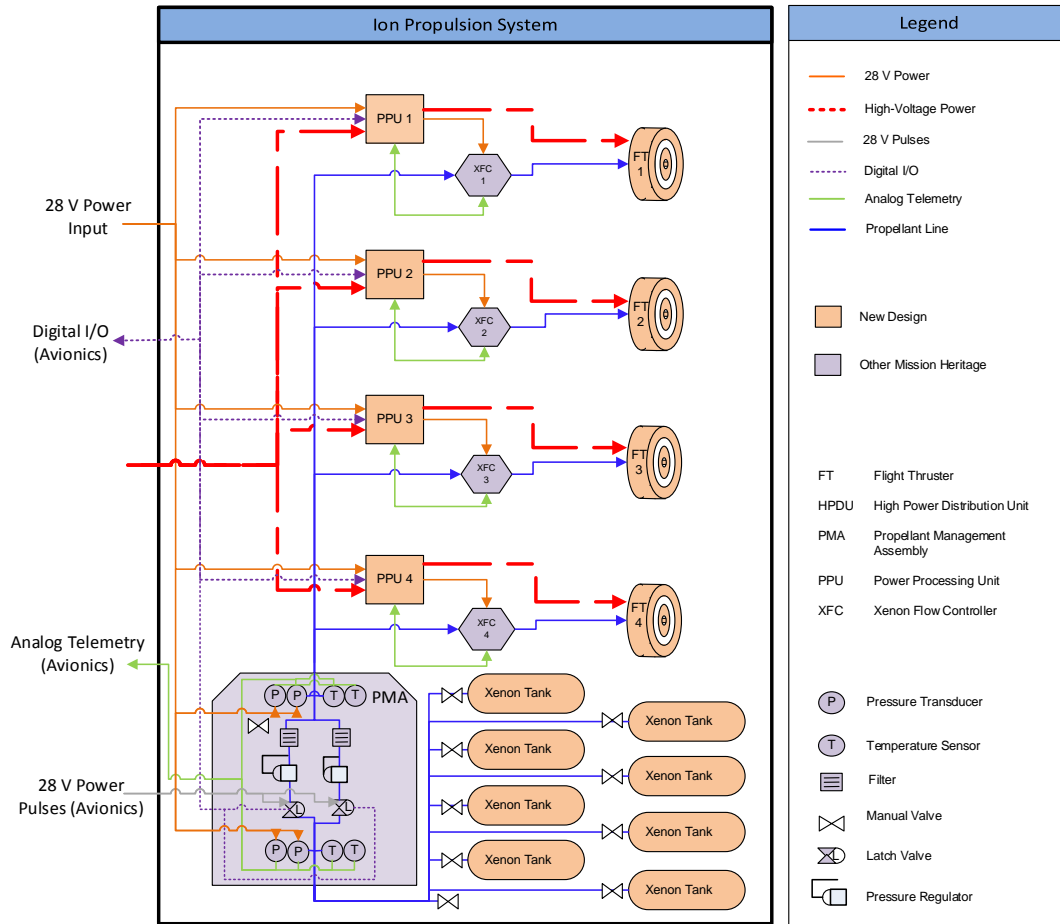 Ion Propulsion System
PPU 1
XFC
1
FT
1
28 V Power
Input
PPU 2
XFC
2
FT
2
Digital I/O
(Avionics)
PPU 3
XFC
3
FT
3
PPU 4
XFC
4
FT
4
Analog Telemetry
(Avionics)
PMA
P
P
T
T
28 V Power
Pulses (Avionics)
L
L
P
P
T
T
Xenon Tank
Xenon Tank
Xenon Tank
Xenon Tank
Xenon Tank
Xenon Tank
Xenon Tank
Xenon Tank
Legend
28 V Power
High-Voltage Power
28 V Pulses
Digital I/O
Analog Telemetry
Propellant Line
New Design
Other Mission Heritage
FT Flight Thruster
HPDU High Power Distribution Unit
PMA Propellant Management
Assembly
PPU Power Processing Unit
XFC Xenon Flow Controller
P Pressure Transducer
T Temperature Sensor
Filter
Manual Valve
L Latch Valve
Pressure Regulator